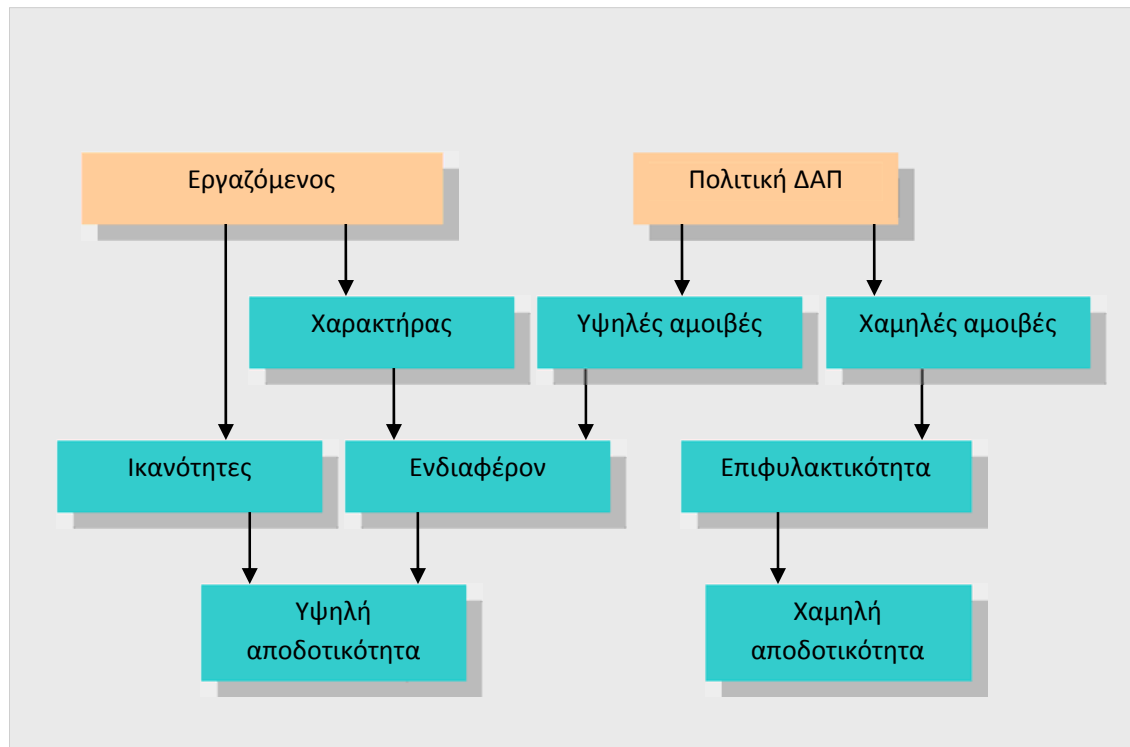 Εργαζόμενος
Πολιτική ΔΑΠ
Χαρακτήρας
Υψηλές αμοιβές
Χαμηλές αμοιβές
Ικανότητες
Ενδιαφέρον
Επιφυλακτικότητα
Υψηλή
αποδοτικότητα
Χαμηλή
αποδοτικότητα